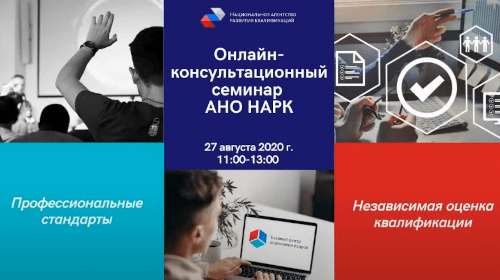 НАЦИОНАЛЬНОЕ АГЕНТСТВО
РАЗВИТИЯ КВАЛИФИКАЦИЙ
Онлайн-
консультационный
семинар
АНО НАРК
27 августа 2020 г.
11:00-13:00
Профессиональные
стандарты
Независимая оценка
квалификации